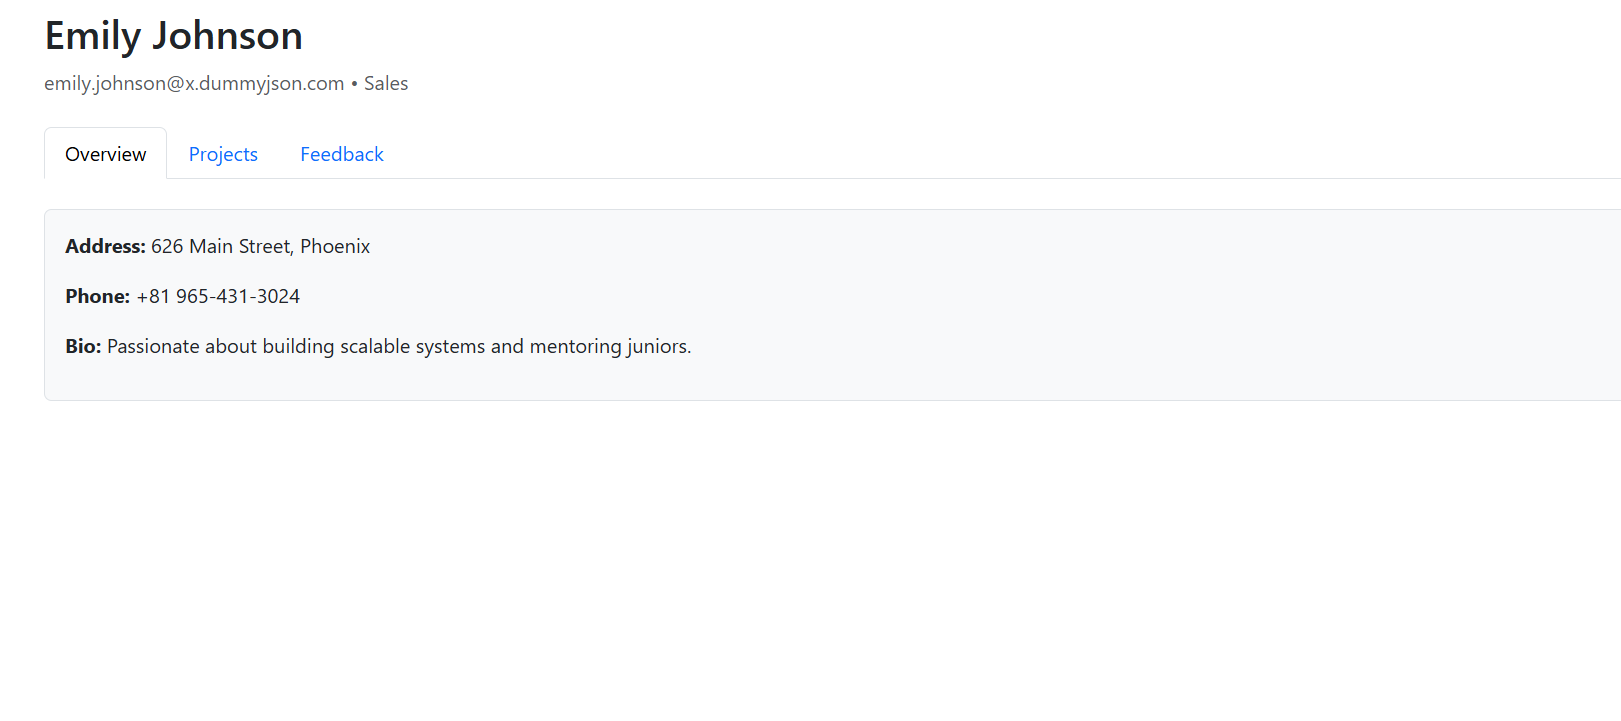 Emily Johnson
emily.johnson@x.dummyjson.com • Sales
Overview Projects Feedback
Address: 626 Main Street, Phoenix
Phone: +81 965-431-3024
Bio: Passionate about building scalable systems and mentoring juniors.